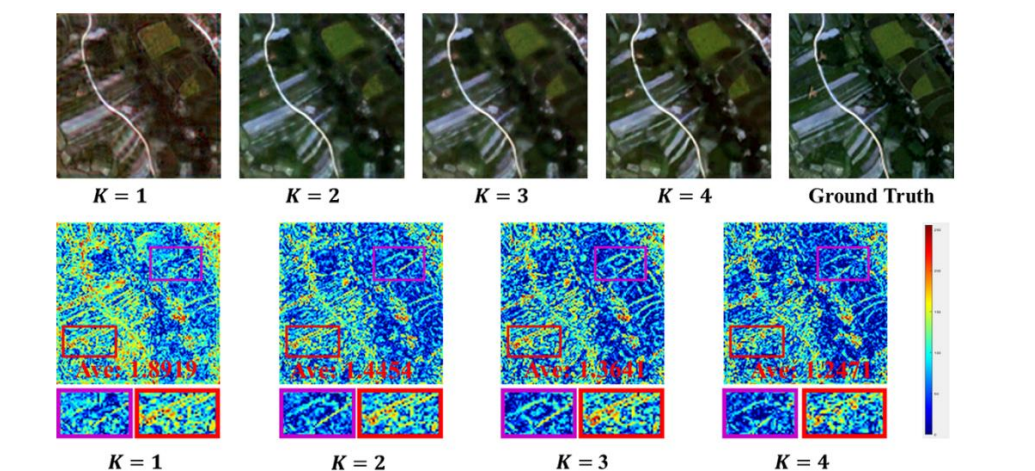 K = 1
K = 2
K = 3
K = 4
Ground Truth
Ave: 1.8919
Ave: 1.4454
Ave: 1.3641
Ave: 1.2471
K = 1
K = 2
K = 3
K = 4